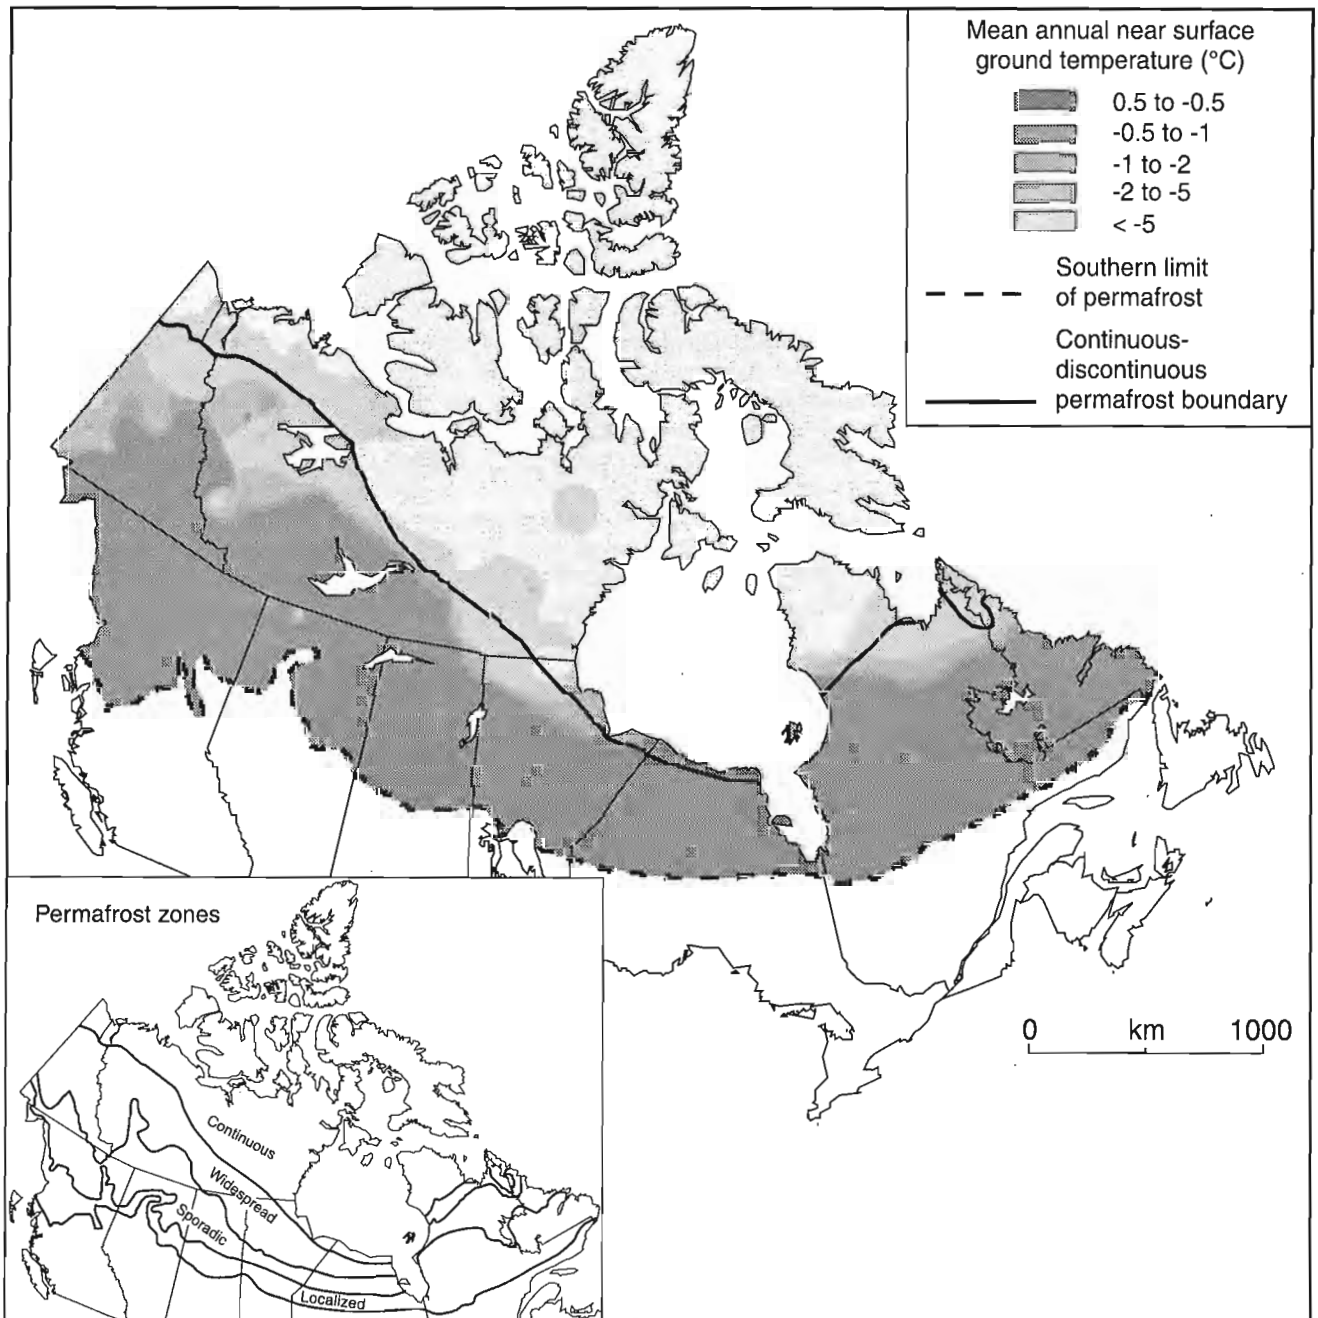 Mean annual near surface
ground temperature (°C)
0.5 to -0.5
-0.5 to -1
-1 to -2
-2 to -5
< -5
Southern limit
of permafrost
Continuous-
discontinuous
permafrost boundary
0 km 1000
Permafrost zones
Continuous
Widespread
Sporadic
Localized